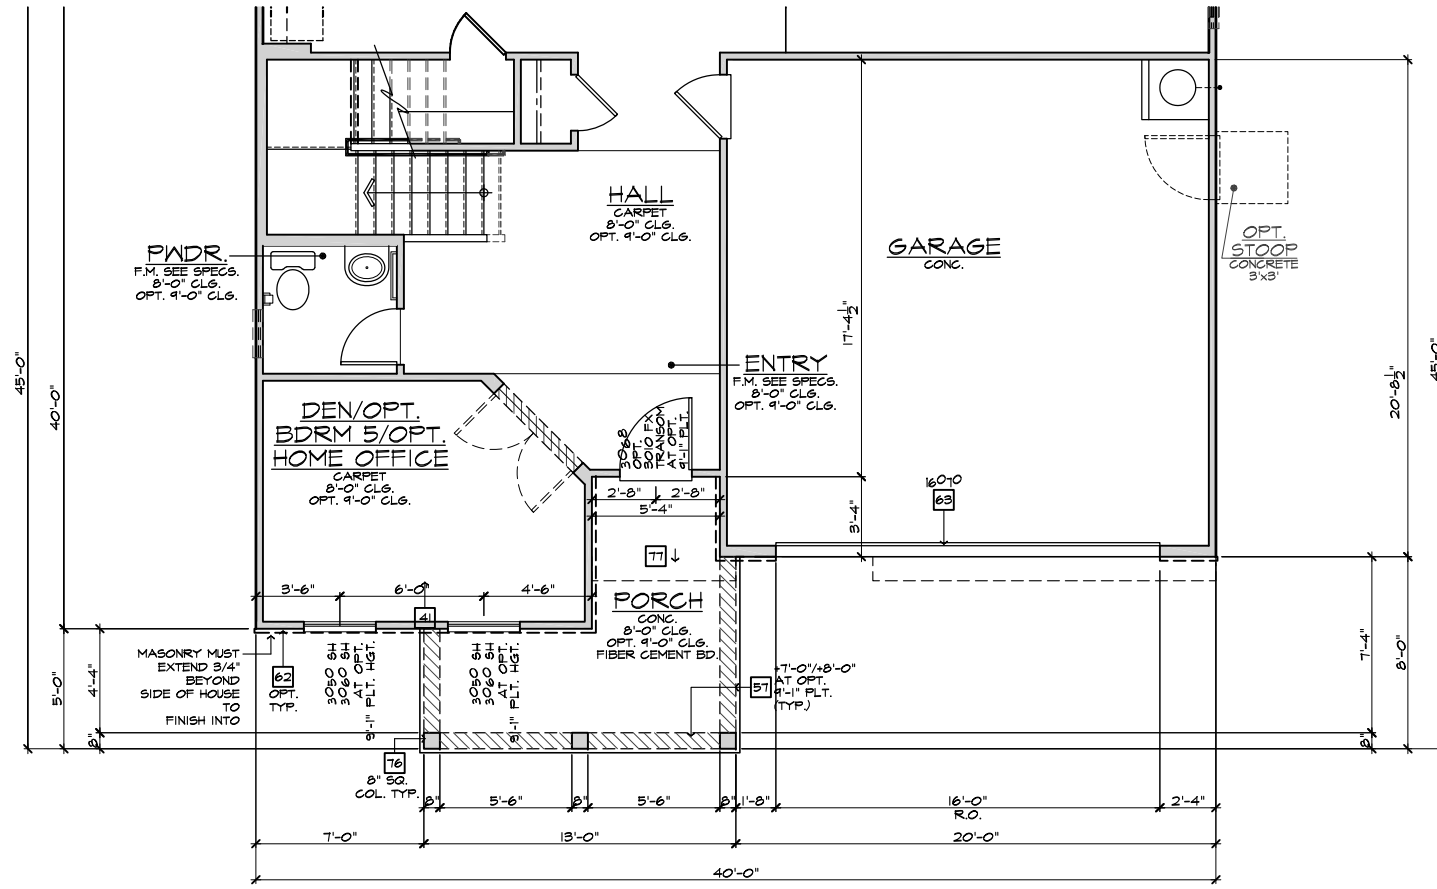 HALL
CARPET
8'-0" CLG.
OPT. 9'-0" CLG.
PWDR.
F.M. SEE SPECS.
8'-0" CLG.
OPT. 9'-0" CLG.
GARAGE
CONC.
OPT.
STOOP
CONCRETE
3'x3'
17'-4 1/2"
45'-0"
40'-0"
20'-8 1/2"
45'-0"
ENTRY
F.M. SEE SPECS.
8'-0" CLG.
OPT. 9'-0" CLG.
DEN/OPT.
BDRM 5/OPT.
HOME OFFICE
CARPET
8'-0" CLG.
OPT. 9'-0" CLG.
3068
OPT.
3010 FX
TRANSOM
AT OPT.
9'-1" PLT.
2'-8"
2'-8"
5'-4"
3'-4"
16070
63
77
3'-6"
6'-0"
4'-6"
41
PORCH
CONC.
8'-0" CLG.
OPT. 9'-0" CLG.
FIBER CEMENT BD.
MASONRY MUST
EXTEND 3/4"
BEYOND
SIDE OF HOUSE
TO
FINISH INTO
62
OPT.
TYP.
3050 SH
3060 SH
AT OPT.
9'-1" PLT. HGT.
3050 SH
3060 SH
AT OPT.
9'-1" PLT. HGT.
57
+7'-0"/+8'-0"
AT OPT.
9'-1" PLT.
(TYP.)
5'-0"
4'-4"
8"
7'-4"
8'-0"
8"
76
8" SQ.
COL. TYP.
8"
5'-6"
8"
5'-6"
8"
1'-8"
16'-0"
R.O.
2'-4"
7'-0"
13'-0"
20'-0"
40'-0"